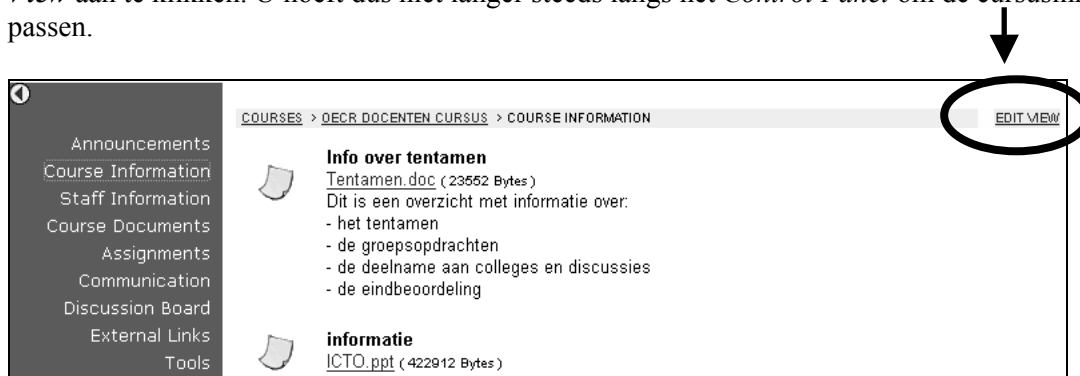 passen.
COURSES > OECR DOCENTEN CURSUS > COURSE INFORMATION
EDIT VIEW
Announcements
Course Information
Staff Information
Course Documents
Assignments
Communication
Discussion Board
External Links
Tools
Info over tentamen
Tentamen.doc (23552 Bytes)
Dit is een overzicht met informatie over:
- het tentamen
- de groepsopdrachten
- de deelname aan colleges en discussies
- de eindbeoordeling
informatie
ICTO.ppt (422912 Bytes)